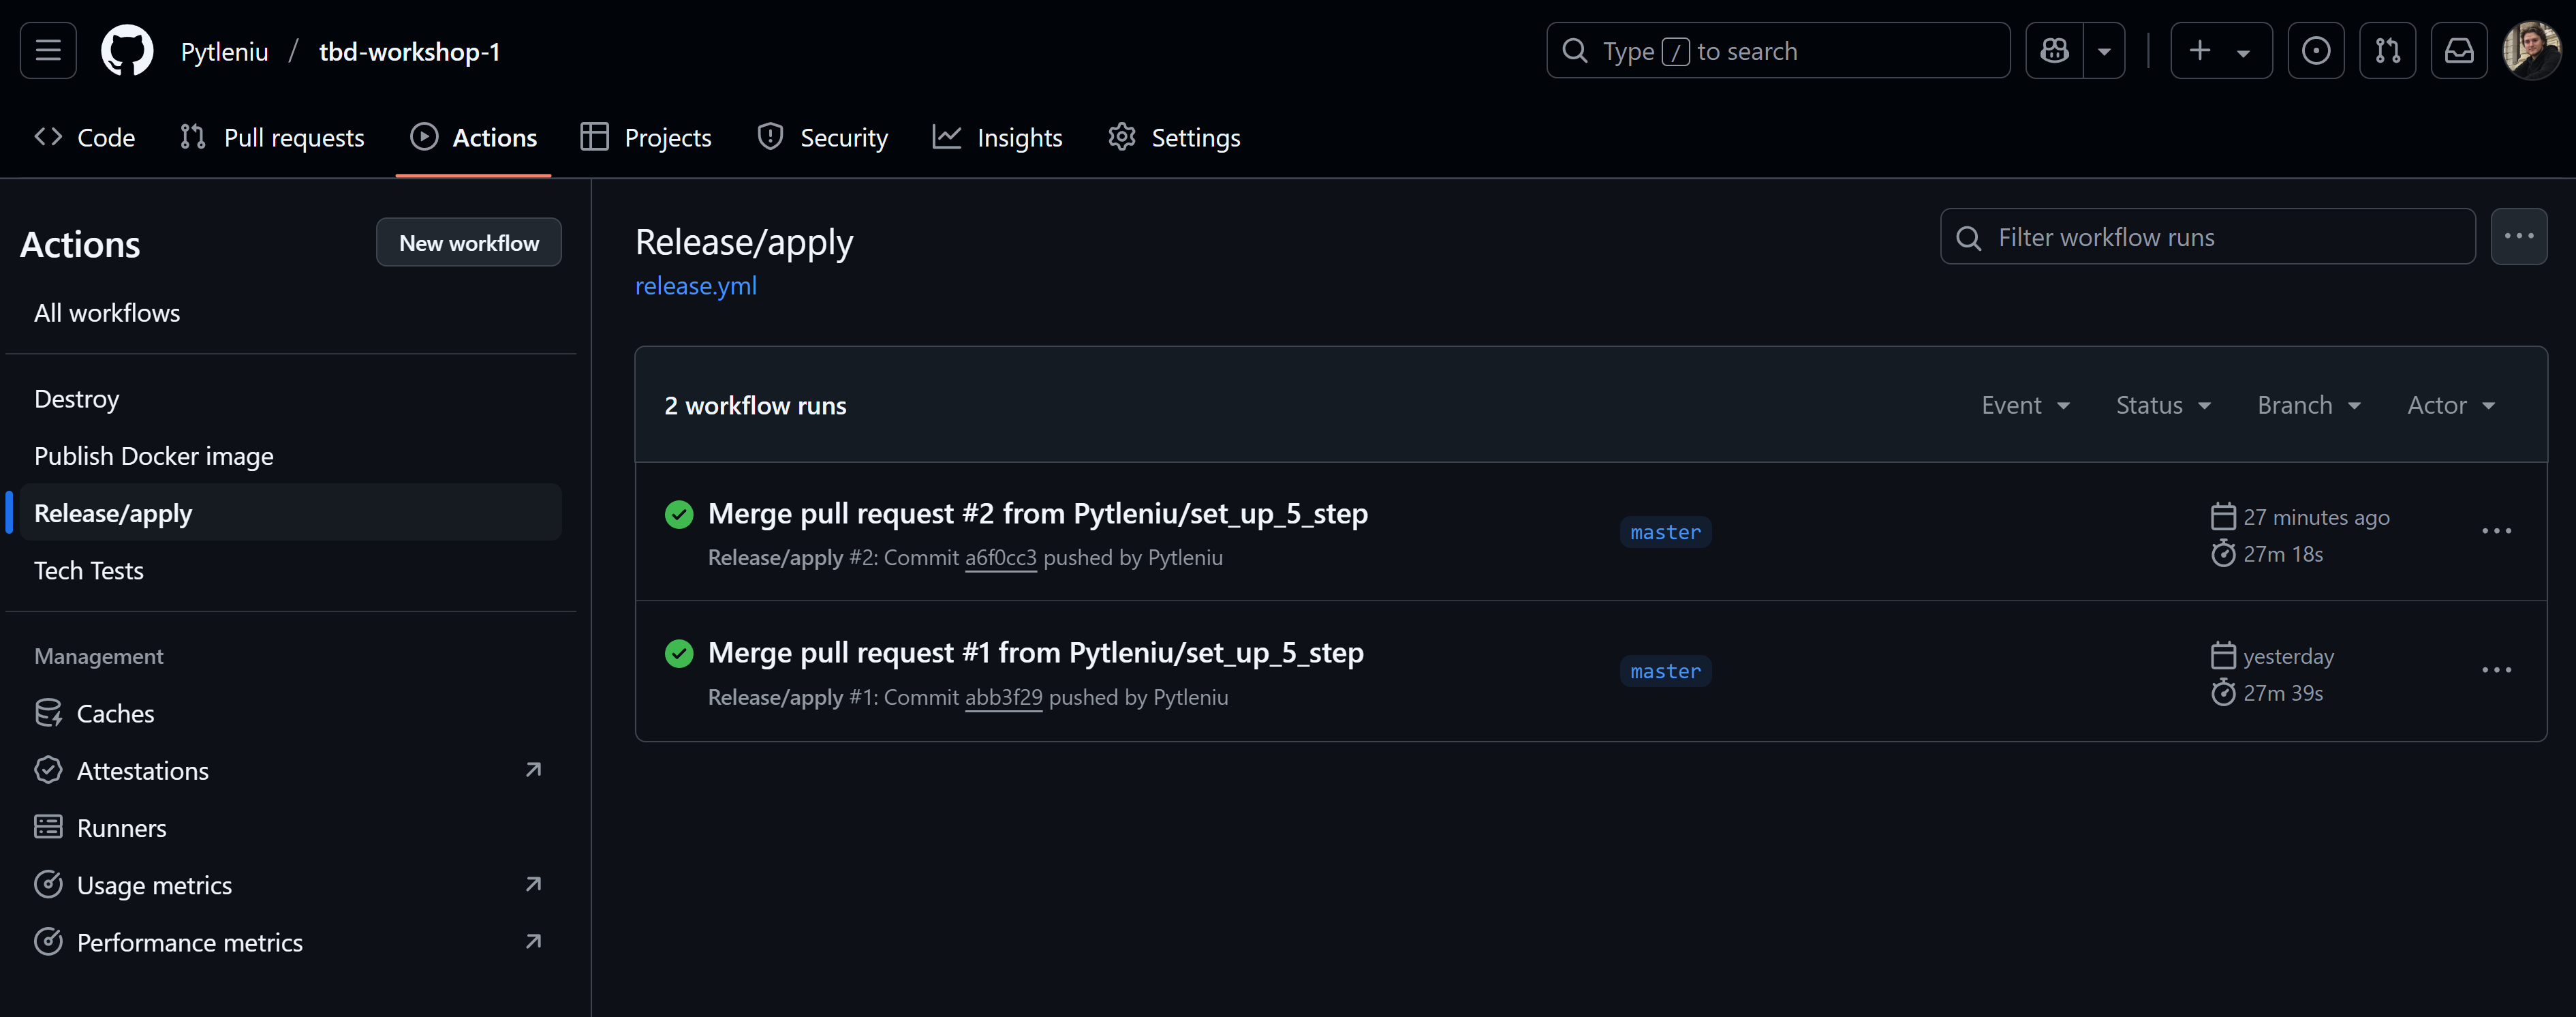 Pytleniu / tbd-workshop-1
Type / to search
Code Pull requests Actions Projects Security Insights Settings
Actions
New workflow
All workflows
Destroy
Publish Docker image
Release/apply
Tech Tests
Management
Caches
Attestations
Runners
Usage metrics
Performance metrics
Release/apply
release.yml
Filter workflow runs
2 workflow runs
Event Status Branch Actor
Merge pull request #2 from Pytleniu/set_up_5_step
Release/apply #2: Commit a6f0cc3 pushed by Pytleniu
master
27 minutes ago
27m 18s
Merge pull request #1 from Pytleniu/set_up_5_step
Release/apply #1: Commit abb3f29 pushed by Pytleniu
master
yesterday
27m 39s